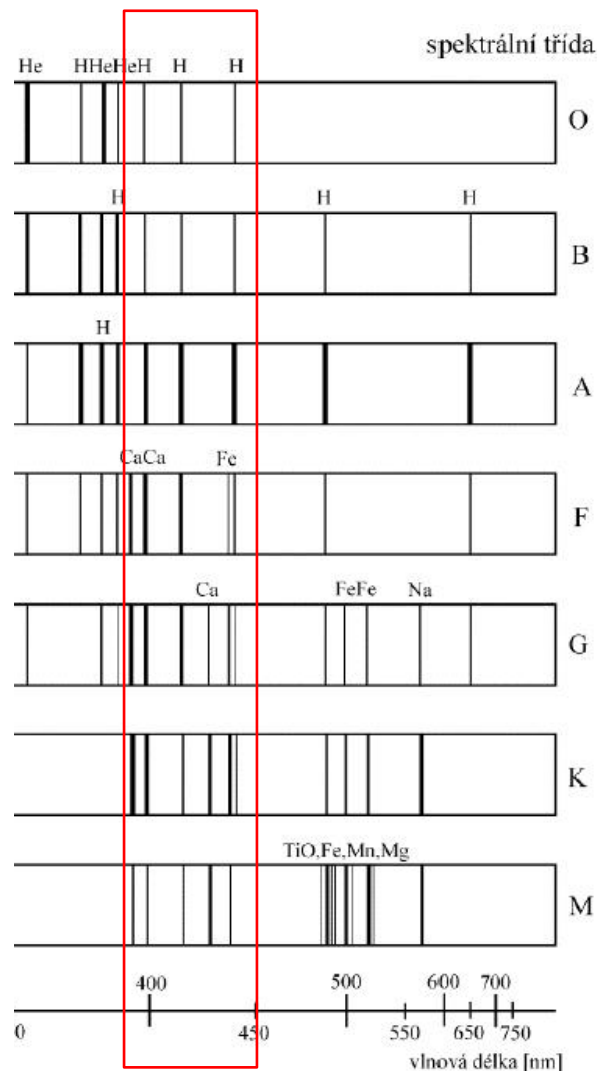 spektrální třída
He HHeHeH H H
O
H H H
B
H
A
CaCa Fe
F
Ca FeFe Na
G
K
TiO,Fe,Mn,Mg
M
400 500 600 700
0 450 550 650 750
vlnová délka [nm]